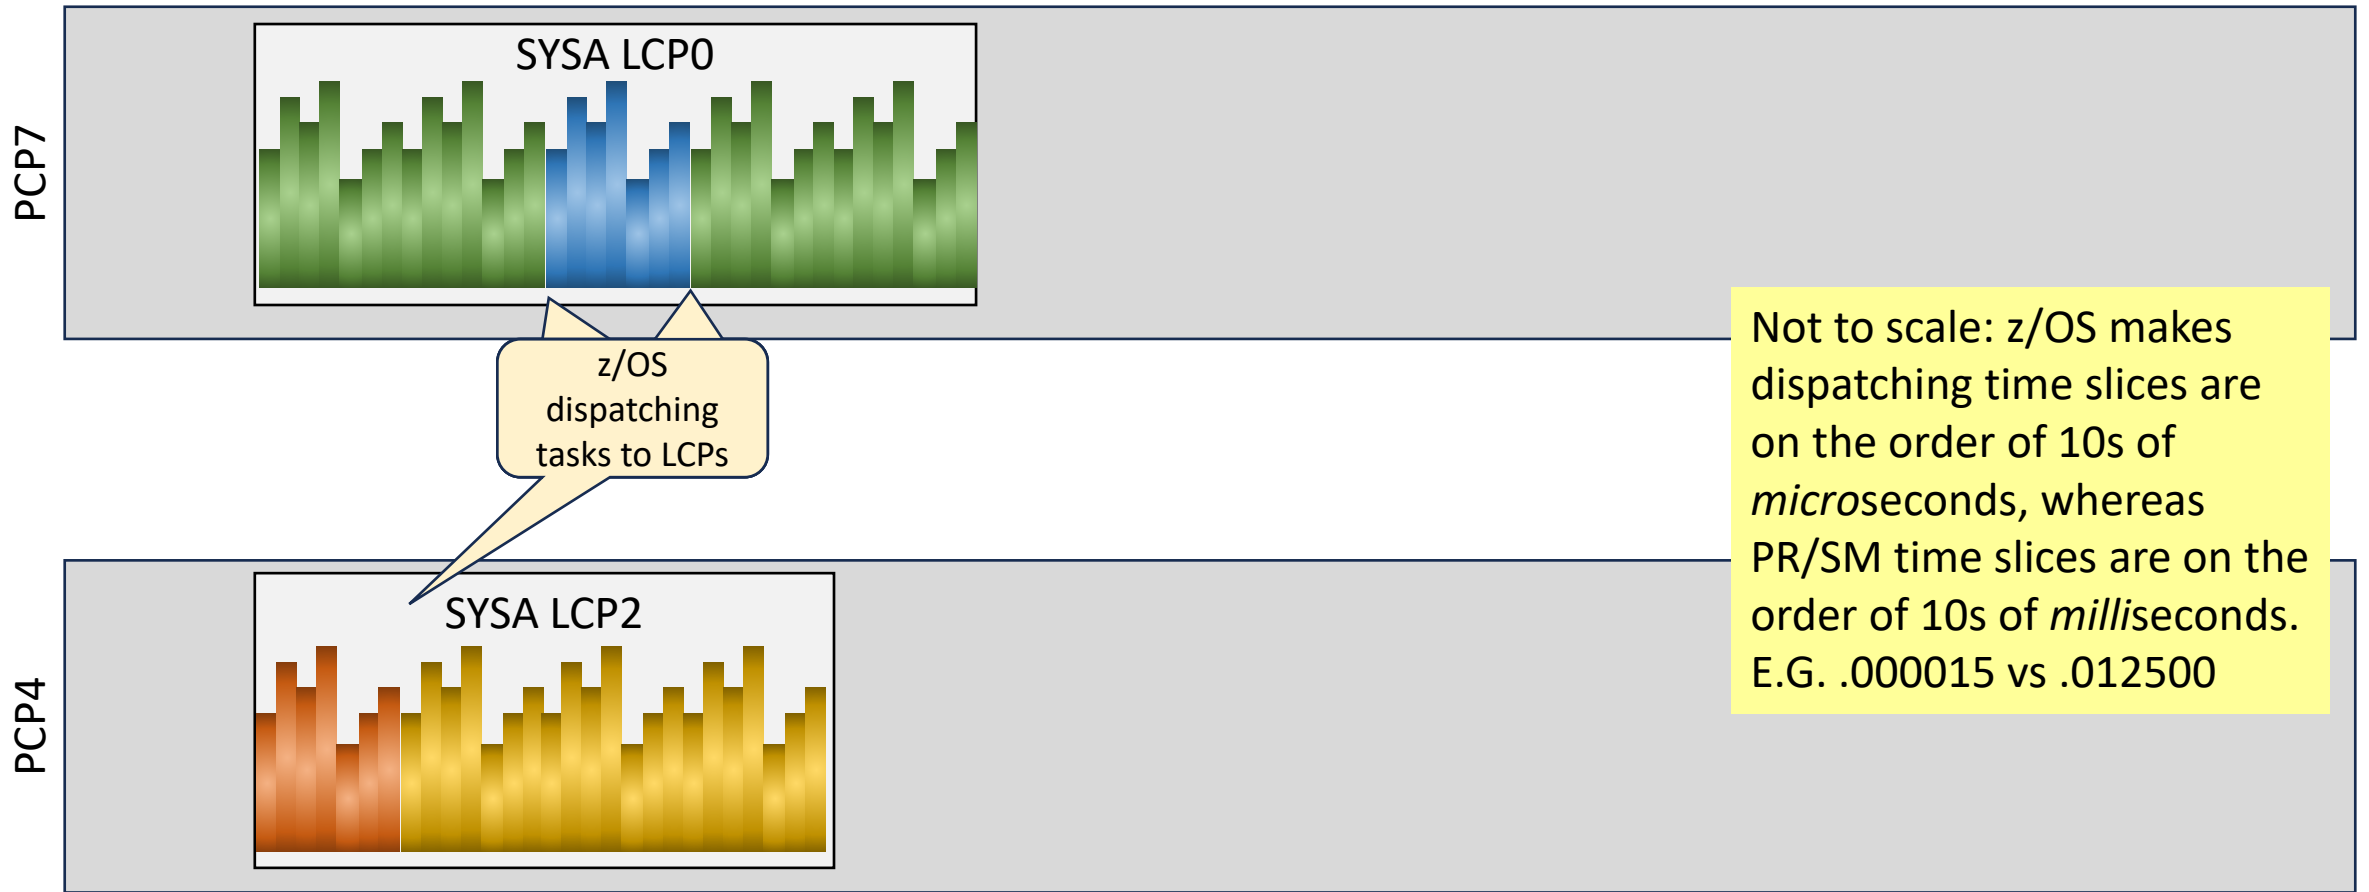 PCP7
SYSA LCP0
z/OS
dispatching
tasks to LCPs
Not to scale: z/OS makes
dispatching time slices are
on the order of 10s of
microseconds, whereas
PR/SM time slices are on the
order of 10s of milliseconds.
E.G. .000015 vs .012500
PCP4
SYSA LCP2